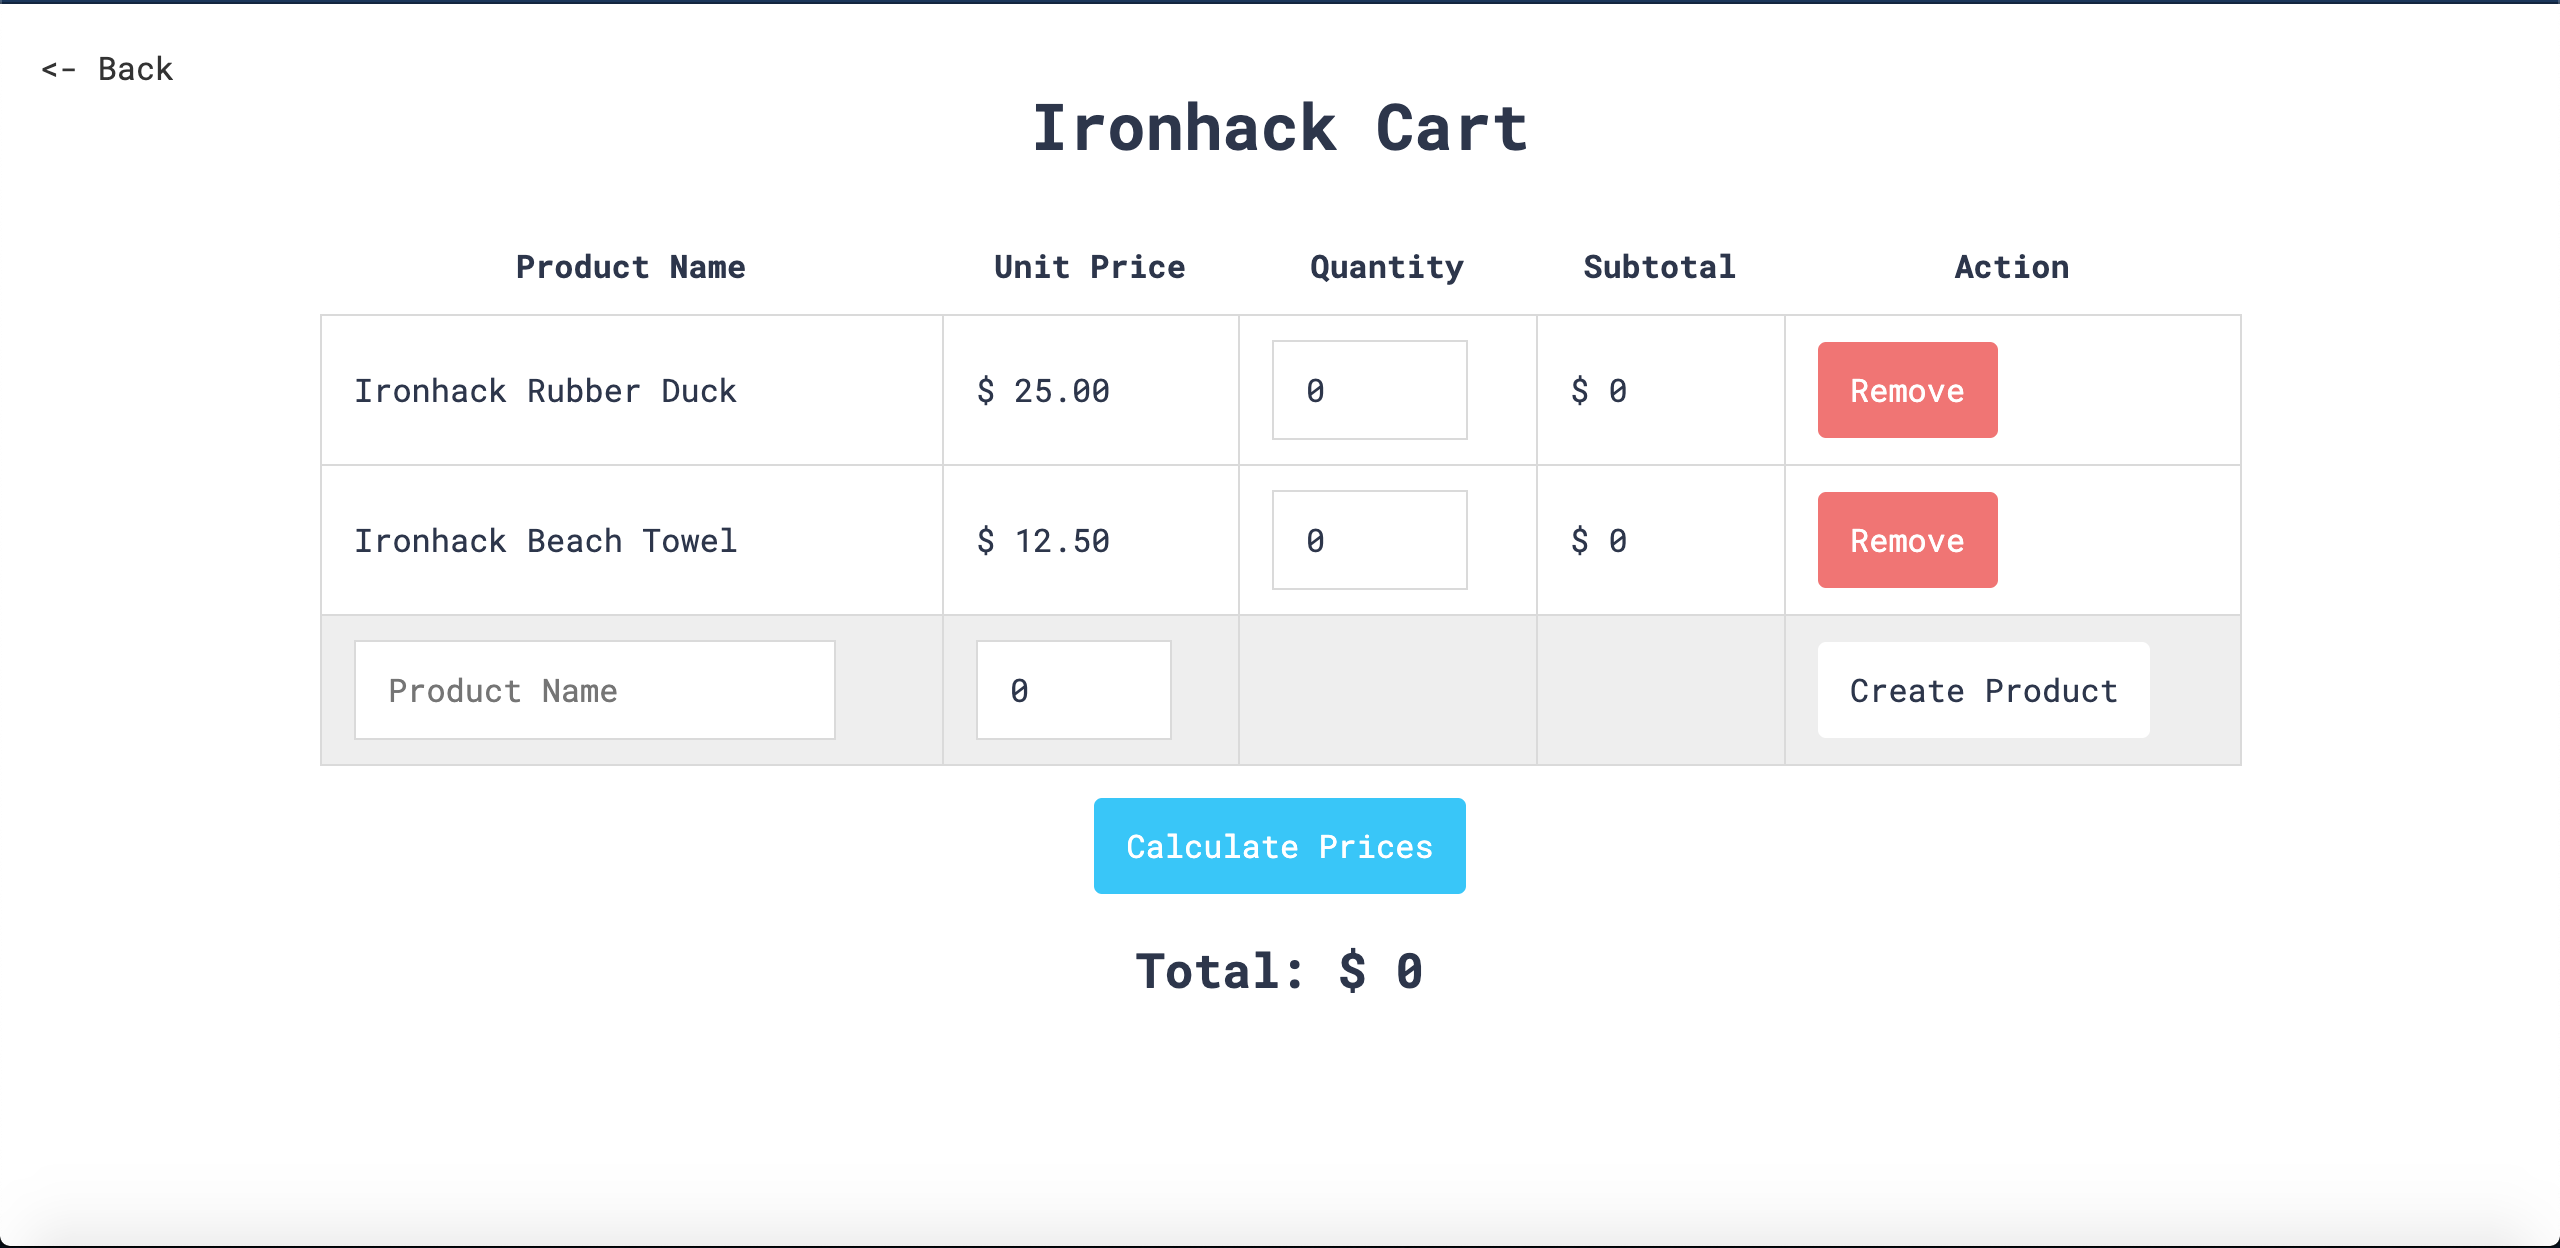 <- Back
Ironhack Cart
Product Name Unit Price Quantity Subtotal Action
Ironhack Rubber Duck $ 25.00 0 $ 0 Remove
Ironhack Beach Towel $ 12.50 0 $ 0 Remove
Product Name 0 Create Product
Calculate Prices
Total: $ 0